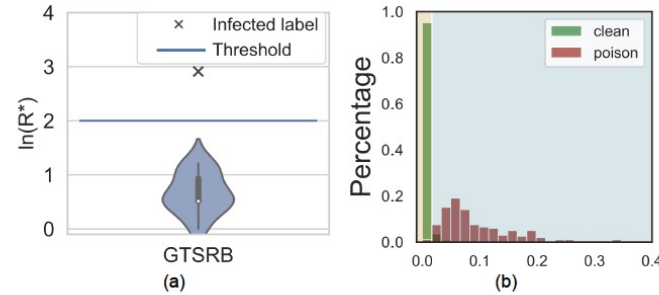 Infected label
Threshold
ln(R*)
4
3
2
1
0
GTSRB
(a)
clean
poison
Percentage
1.0
0.8
0.6
0.4
0.2
0.0
0.0 0.1 0.2 0.3 0.4
(b)